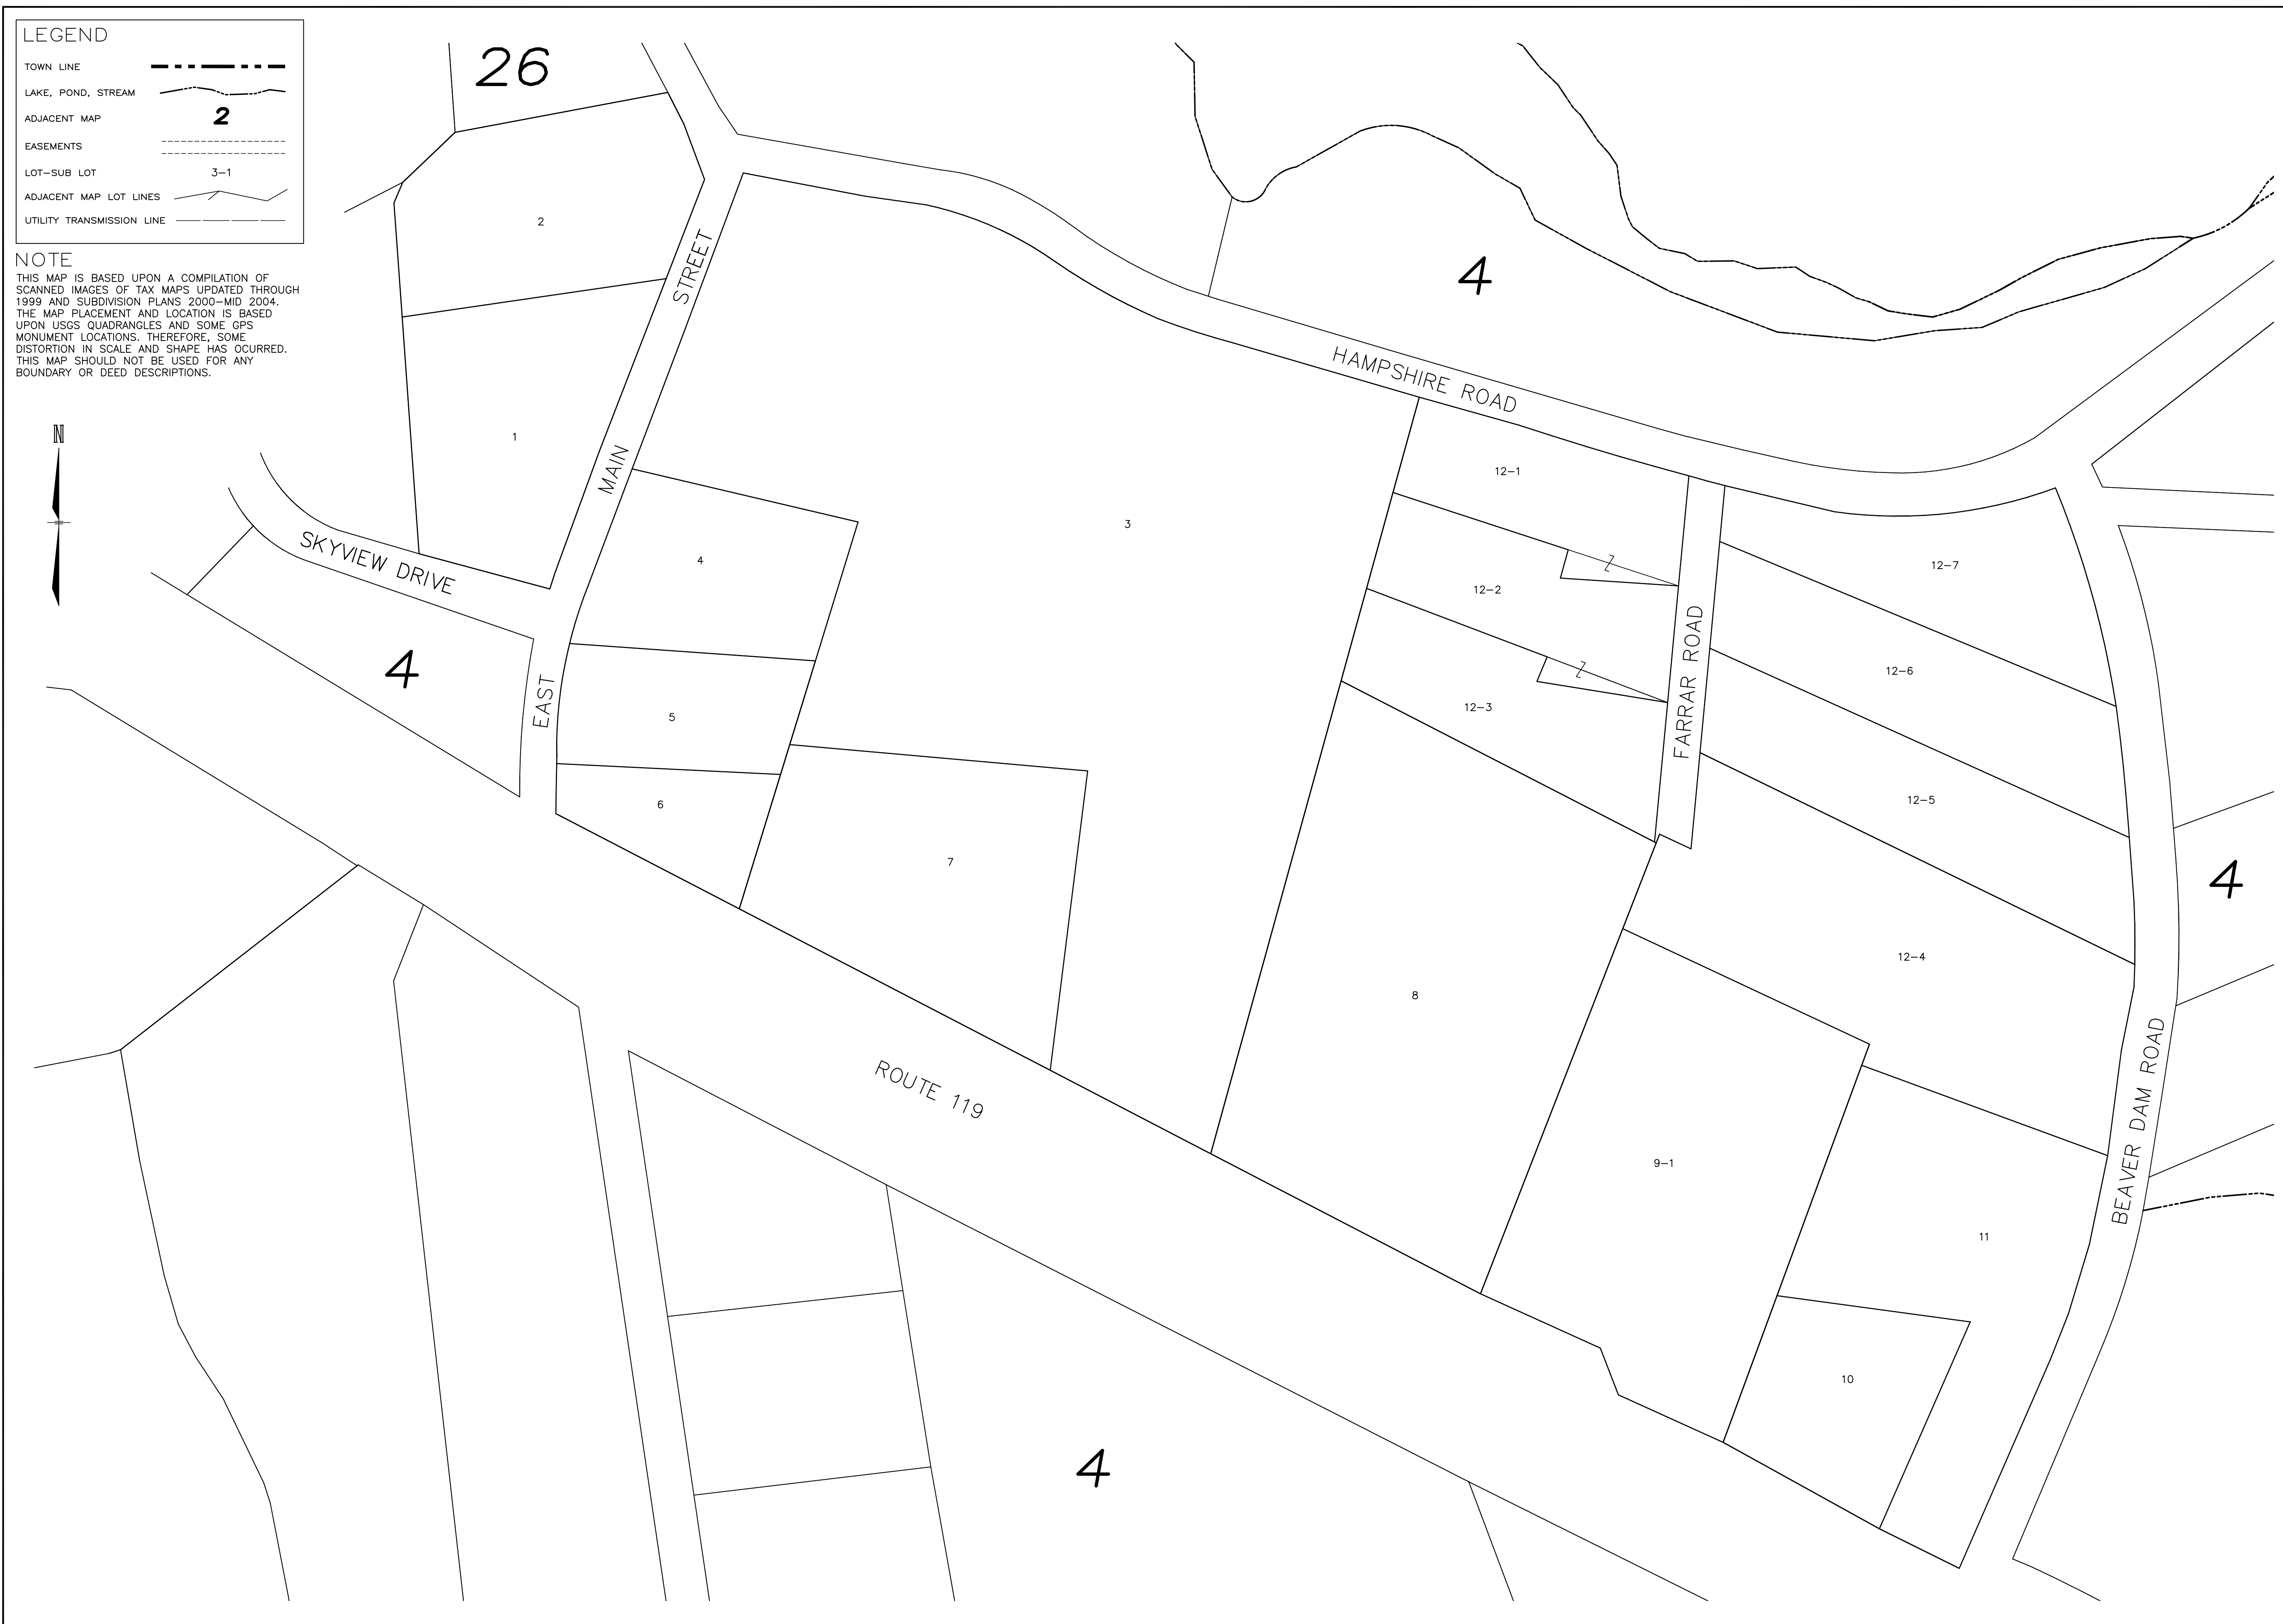 LEGEND
TOWN LINE
LAKE, POND, STREAM
ADJACENT MAP 2
EASEMENTS
LOT-SUB LOT 3-1
ADJACENT MAP LOT LINES
UTILITY TRANSMISSION LINE
NOTE
THIS MAP IS BASED UPON A COMPILATION OF
SCANNED IMAGES OF TAX MAPS UPDATED THROUGH
1999 AND SUBDIVISION PLANS 2000-MID 2004.
THE MAP PLACEMENT AND LOCATION IS BASED
UPON USGS QUADRANGLES AND SOME GPS
MONUMENT LOCATIONS. THEREFORE, SOME
DISTORTION IN SCALE AND SHAPE HAS OCURRED.
THIS MAP SHOULD NOT BE USED FOR ANY
BOUNDARY OR DEED DESCRIPTIONS.
N
26
2
1
EAST MAIN STREET
SKYVIEW DRIVE
4
HAMPSHIRE ROAD
4
3
4
5
6
7
12-1
12-2
12-3
FARRAR ROAD
12-7
12-6
12-5
12-4
4
8
9-1
11
10
BEAVER DAM ROAD
ROUTE 119
4